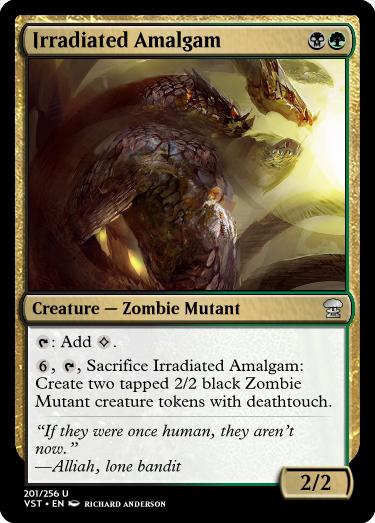 Irradiated Amalgam
Creature — Zombie Mutant
: Add .
6, , Sacrifice Irradiated Amalgam:
Create two tapped 2/2 black Zombie
Mutant creature tokens with deathtouch.
“If they were once human, they aren’t
now.”
—Alliah, lone bandit
2/2
201/256 U
VST • EN RICHARD ANDERSON